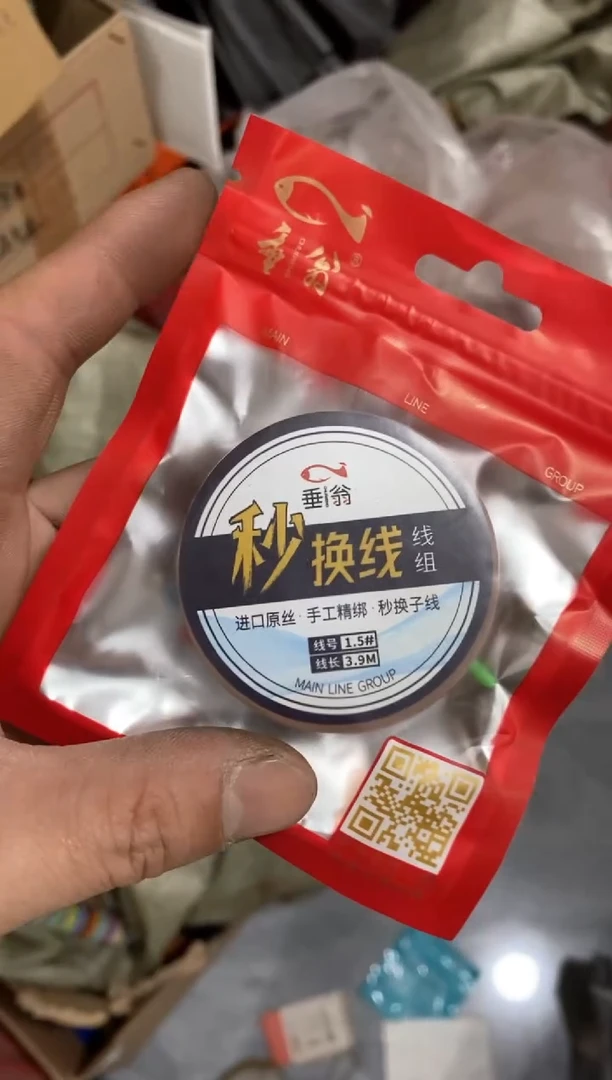 垂翁®
MAIN LINE GROUP
垂翁
秒换线 线组
进口原丝·手工精绑·秒换子线
线号 1.5#
线长 3.9M
MAIN LINE GROUP